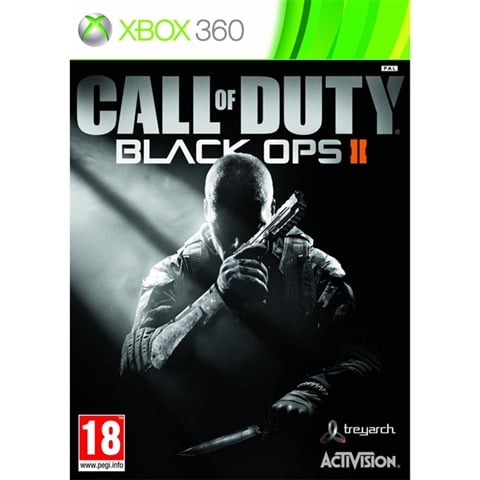 XBOX 360
PAL
CALL OF DUTY®
BLACK OPS II
18
www.pegi.info
treyarch
ACTIVISION®